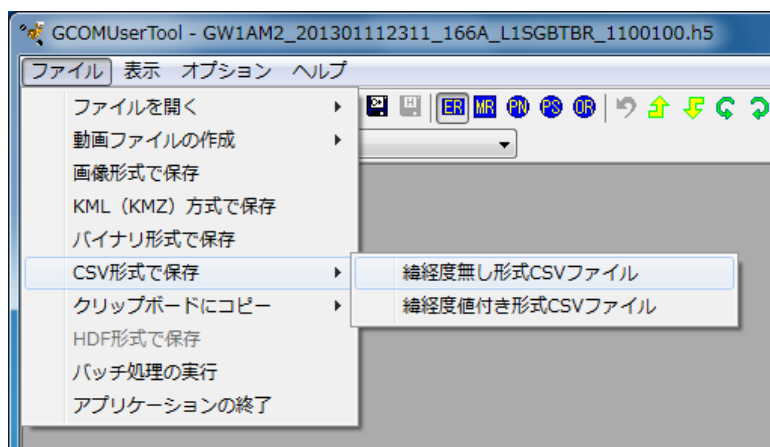 GCOMUserTool - GW1AM2_201301112311_166A_L1SGBTBR_1100100.h5
ファイル 表示 オプション ヘルプ
ER MR PN PS OR
ファイルを開く
動画ファイルの作成
画像形式で保存
KML（KMZ）方式で保存
バイナリ形式で保存
CSV形式で保存
緯経度無し形式CSVファイル
緯経度値付き形式CSVファイル
クリップボードにコピー
HDF形式で保存
バッチ処理の実行
アプリケーションの終了